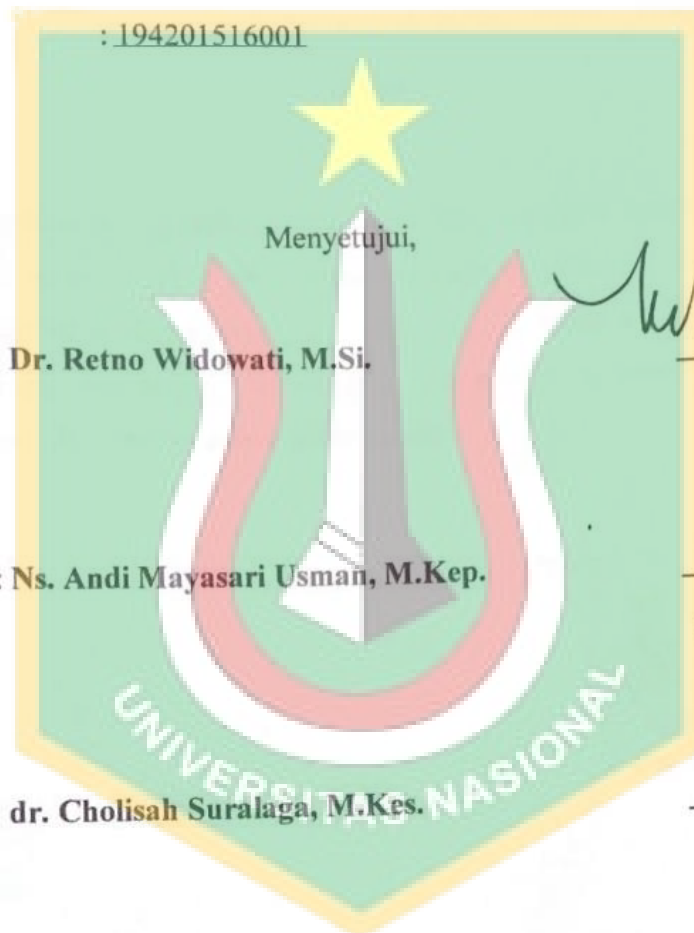 : 194201516001
Menyetujui,
Dr. Retno Widowati, M.Si.
: Ns. Andi Mayasari Usman, M.Kep.
dr. Cholisah Suralaga, M.Kes.
UNIVERSITAS NASIONAL